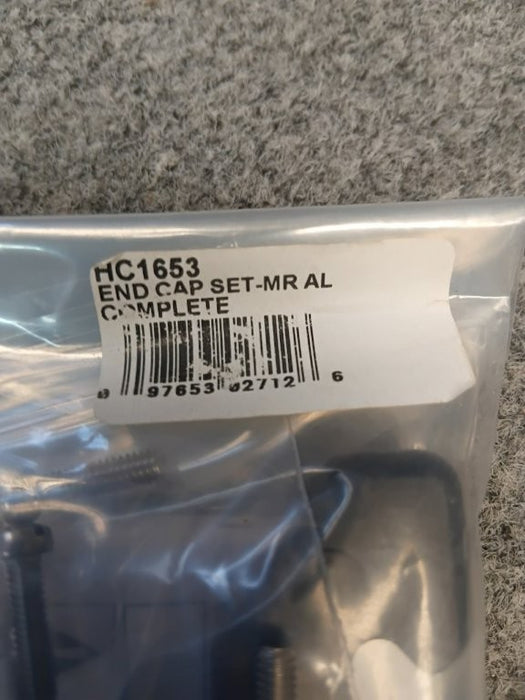 HC1653
END CAP SET-MR AL
COMPLETE
0 97653 02712 6